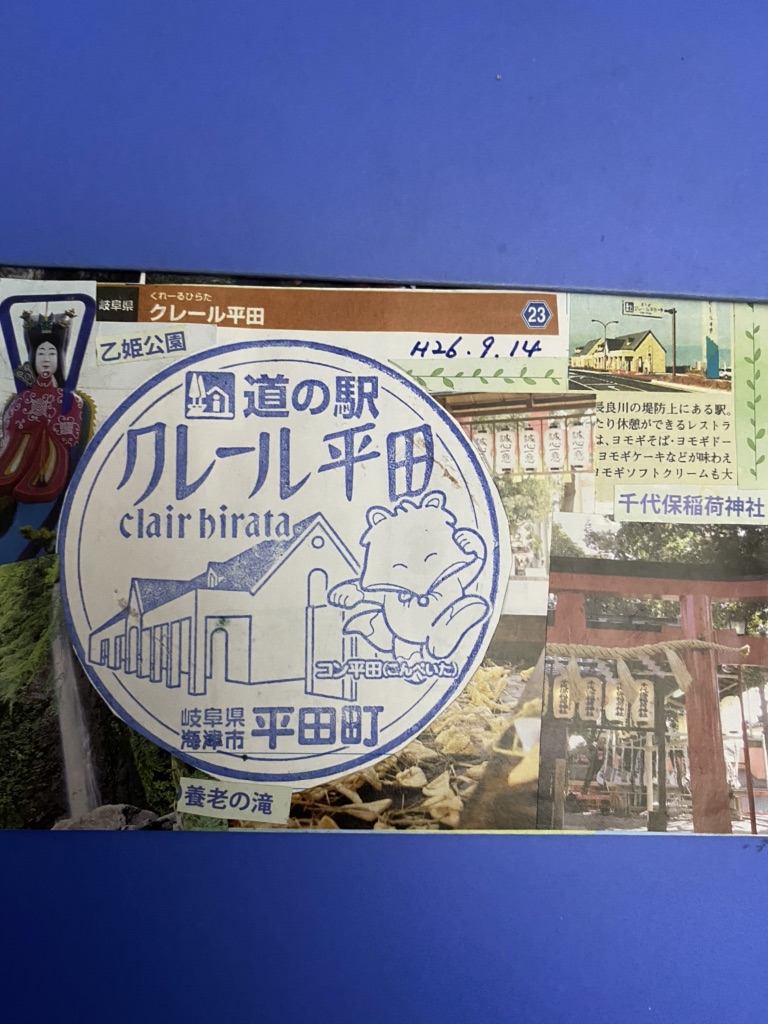 岐阜県
くれーるひらた
クレール平田
23
乙姫公園
H26.9.14
道の駅
クレール平田
clair hirata
コン平田(こんぺいた)
岐阜県
海津市
平田町
養老の滝
長良川の堤防上にある駅。
たり休憩ができるレストラ
は、ヨモギそば・ヨモギドー
ヨモギケーキなどが味わえ
ヨモギソフトクリームも大
千代保稲荷神社